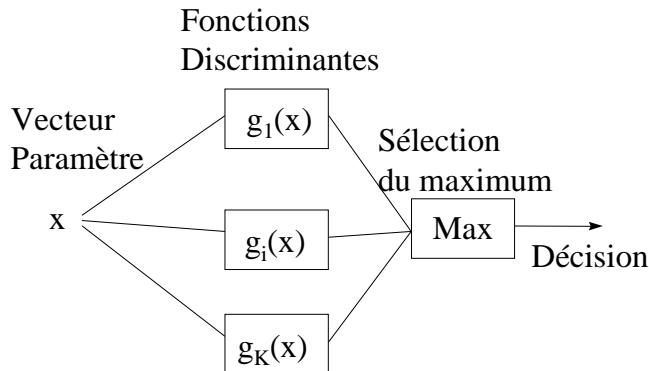 Fonctions
Discriminantes
Vecteur
Paramètre
g1(x)
Sélection
du maximum
x
gi(x)
Max
Décision
gK(x)